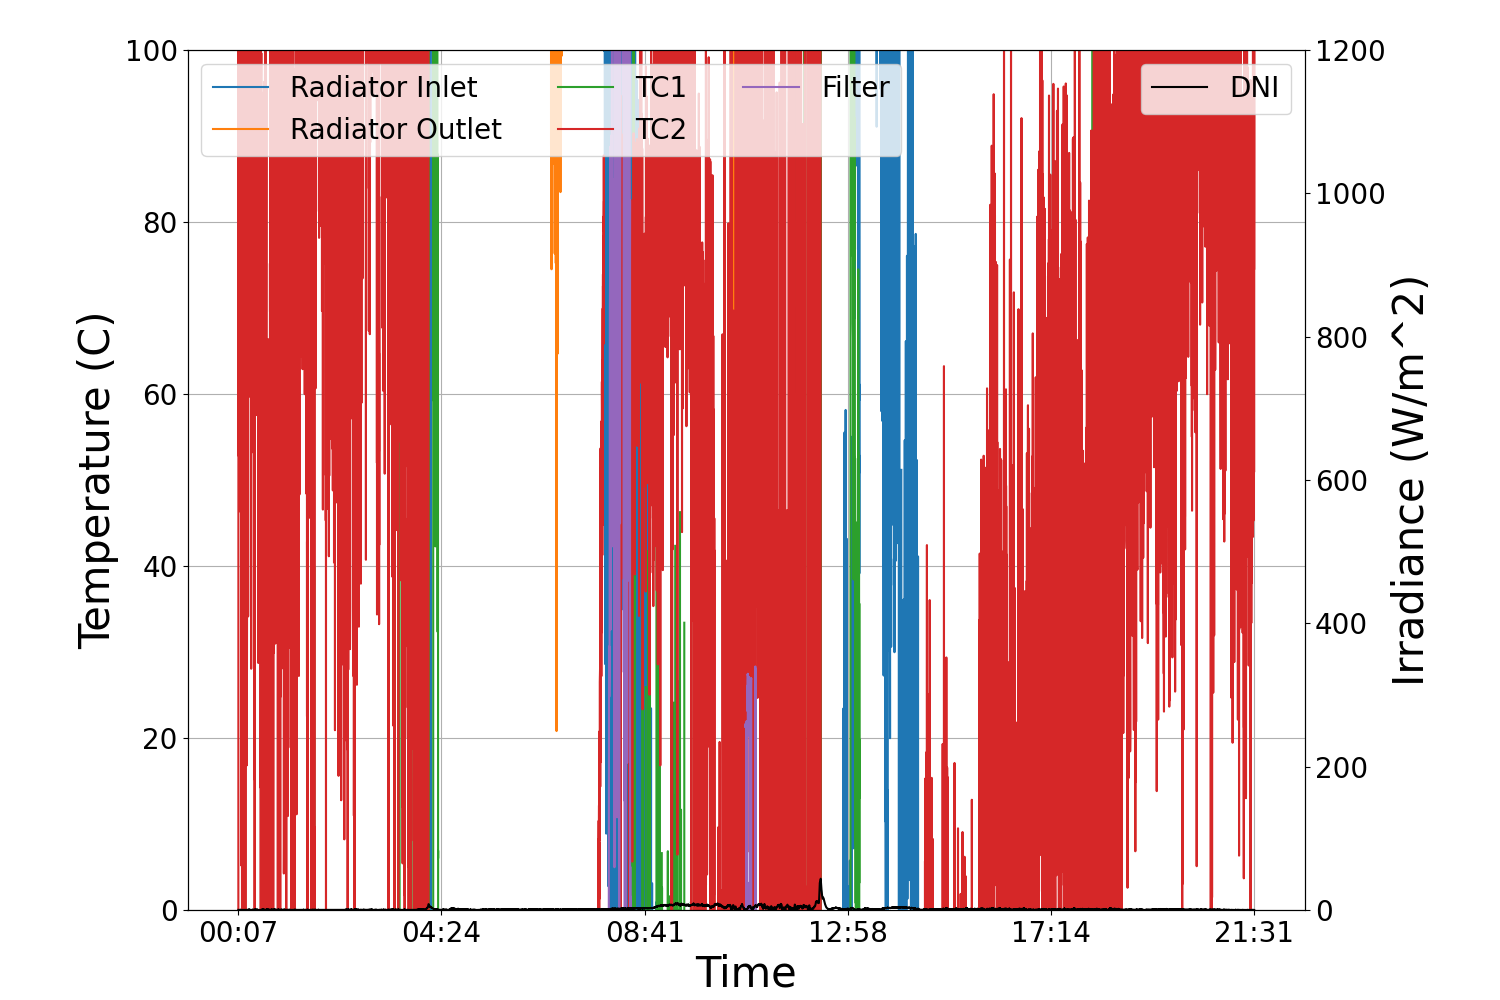 100
80
60
40
20
0
Temperature (C)
Radiator Inlet
Radiator Outlet
TC1
TC2
Filter
DNI
1200
1000
800
600
400
200
0
Irradiance (W/m^2)
00:07 04:24 08:41 12:58 17:14 21:31
Time